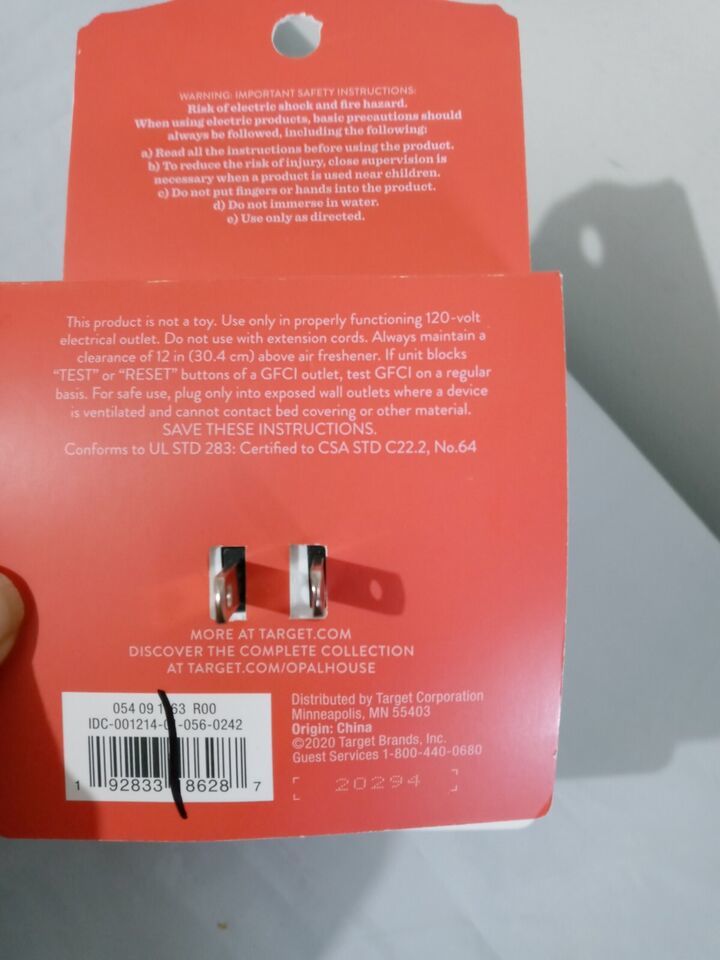 WARNING: IMPORTANT SAFETY INSTRUCTIONS:
Risk of electric shock and fire hazard.
When using electric products, basic precautions should
always be followed, including the following:
a) Read all the instructions before using the product.
b) To reduce the risk of injury, close supervision is
necessary when a product is used near children.
c) Do not put fingers or hands into the product.
d) Do not immerse in water.
e) Use only as directed.
This product is not a toy. Use only in properly functioning 120-volt
electrical outlet. Do not use with extension cords. Always maintain a
clearance of 12 in (30.4 cm) above air freshener. If unit blocks
"TEST" or "RESET" buttons of a GFCI outlet, test GFCI on a regular
basis. For safe use, plug only into exposed wall outlets where a device
is ventilated and cannot contact bed covering or other material.
SAVE THESE INSTRUCTIONS.
Conforms to UL STD 283: Certified to CSA STD C22.2, No.64
MORE AT TARGET.COM
DISCOVER THE COMPLETE COLLECTION
AT TARGET.COM/OPALHOUSE
054 09 R00
-056-0242
1 92833 8628 7
Distributed by Target Corporation
Minneapolis, MN 55403
Origin: China
©2020 Target Brands, Inc.
Guest Services 1-800-440-0680
20294